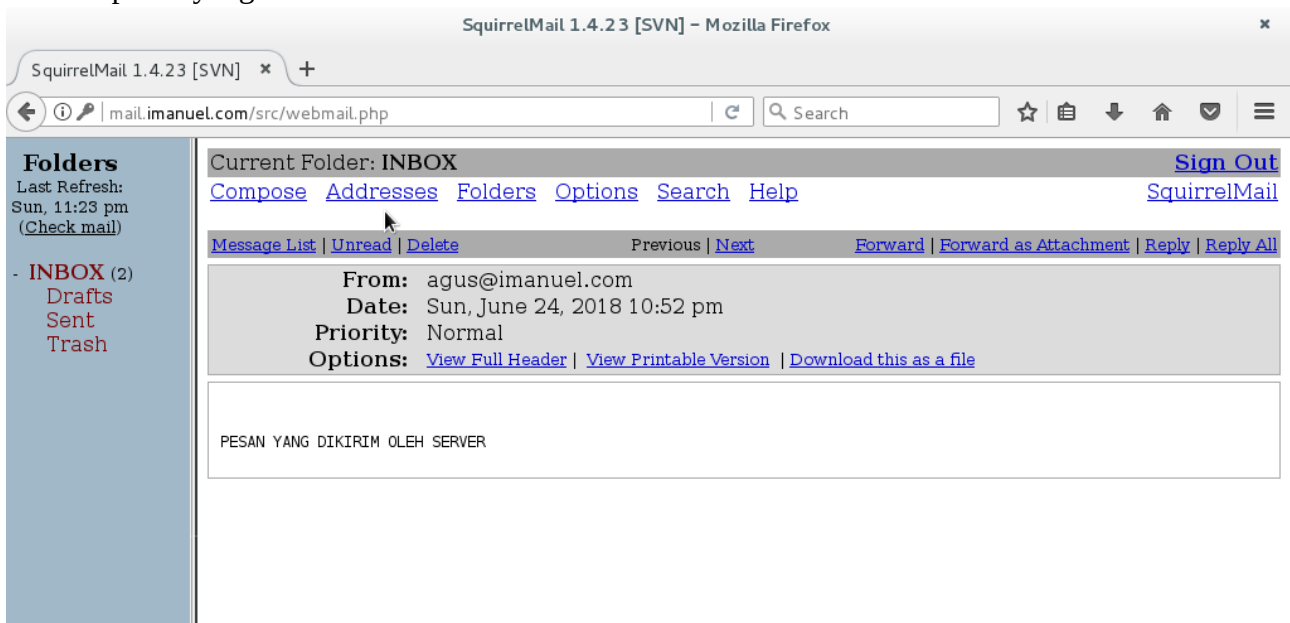 SquirrelMail 1.4.23 [SVN] - Mozilla Firefox
SquirrelMail 1.4.23 [SVN]
mail.imanuel.com/src/webmail.php
Search
Folders
Last Refresh:
Sun, 11:23 pm
(Check mail)
- INBOX (2)
Drafts
Sent
Trash
Current Folder: INBOX Sign Out
Compose Addresses Folders Options Search Help SquirrelMail
Message List | Unread | Delete Previous | Next Forward | Forward as Attachment | Reply | Reply All
From: agus@imanuel.com
Date: Sun, June 24, 2018 10:52 pm
Priority: Normal
Options: View Full Header | View Printable Version | Download this as a file
PESAN YANG DIKIRIM OLEH SERVER